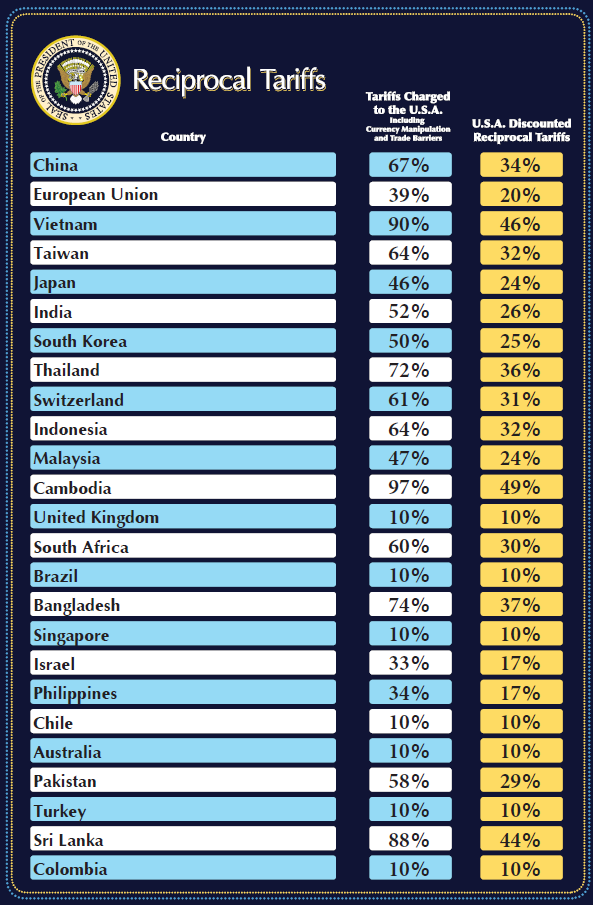 SEAL OF THE PRESIDENT OF THE UNITED STATES
Reciprocal Tariffs
Country
Tariffs Charged
to the U.S.A.
Including
Currency Manipulation
and Trade Barriers
U.S.A. Discounted
Reciprocal Tariffs
China 67% 34%
European Union 39% 20%
Vietnam 90% 46%
Taiwan 64% 32%
Japan 46% 24%
India 52% 26%
South Korea 50% 25%
Thailand 72% 36%
Switzerland 61% 31%
Indonesia 64% 32%
Malaysia 47% 24%
Cambodia 97% 49%
United Kingdom 10% 10%
South Africa 60% 30%
Brazil 10% 10%
Bangladesh 74% 37%
Singapore 10% 10%
Israel 33% 17%
Philippines 34% 17%
Chile 10% 10%
Australia 10% 10%
Pakistan 58% 29%
Turkey 10% 10%
Sri Lanka 88% 44%
Colombia 10% 10%